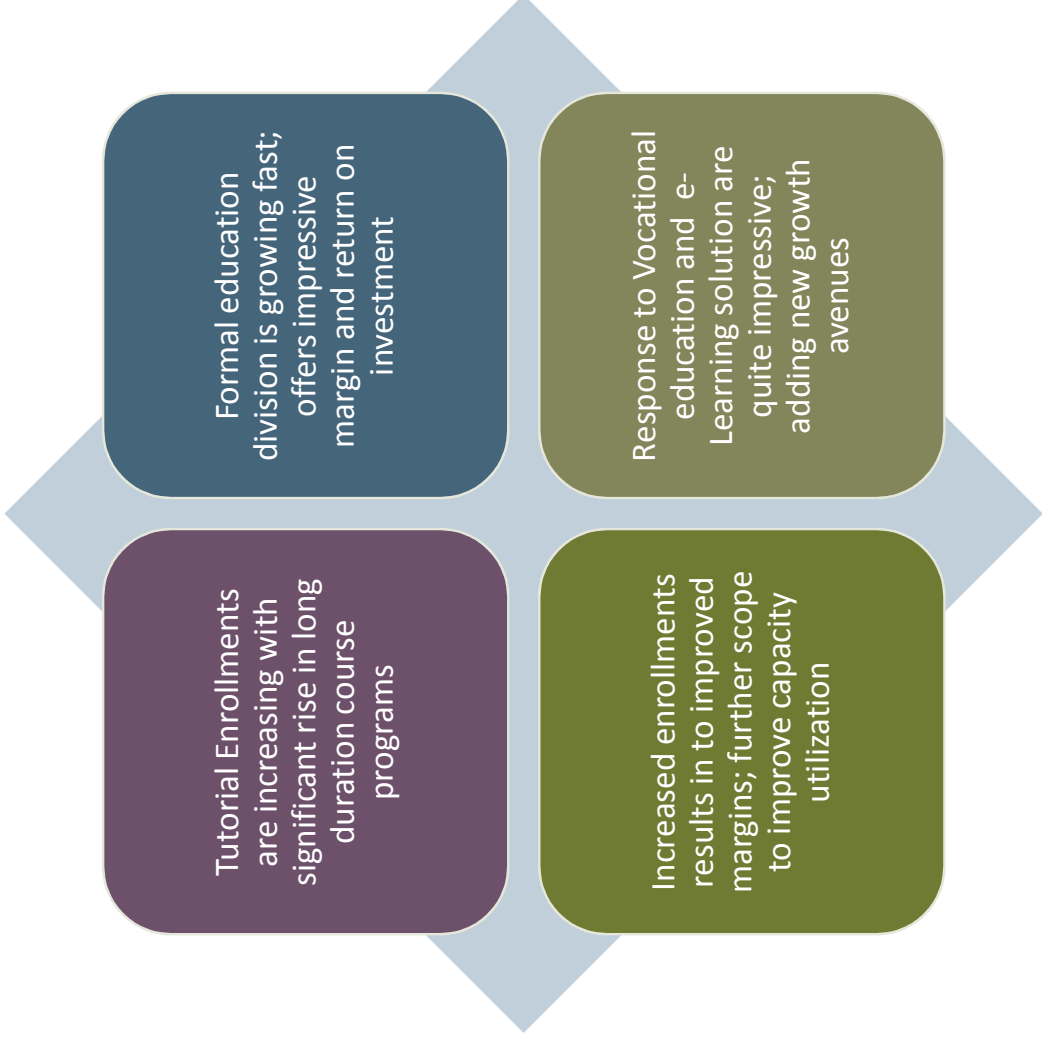 Tutorial Enrollments
are increasing with
significant rise in long
duration course
programs
Formal education
division is growing fast;
offers impressive
margin and return on
investment
Increased enrollments
results in to improved
margins; further scope
to improve capacity
utilization
Response to Vocational
education and  e-
Learning solution are
quite impressive;
adding new growth
avenues